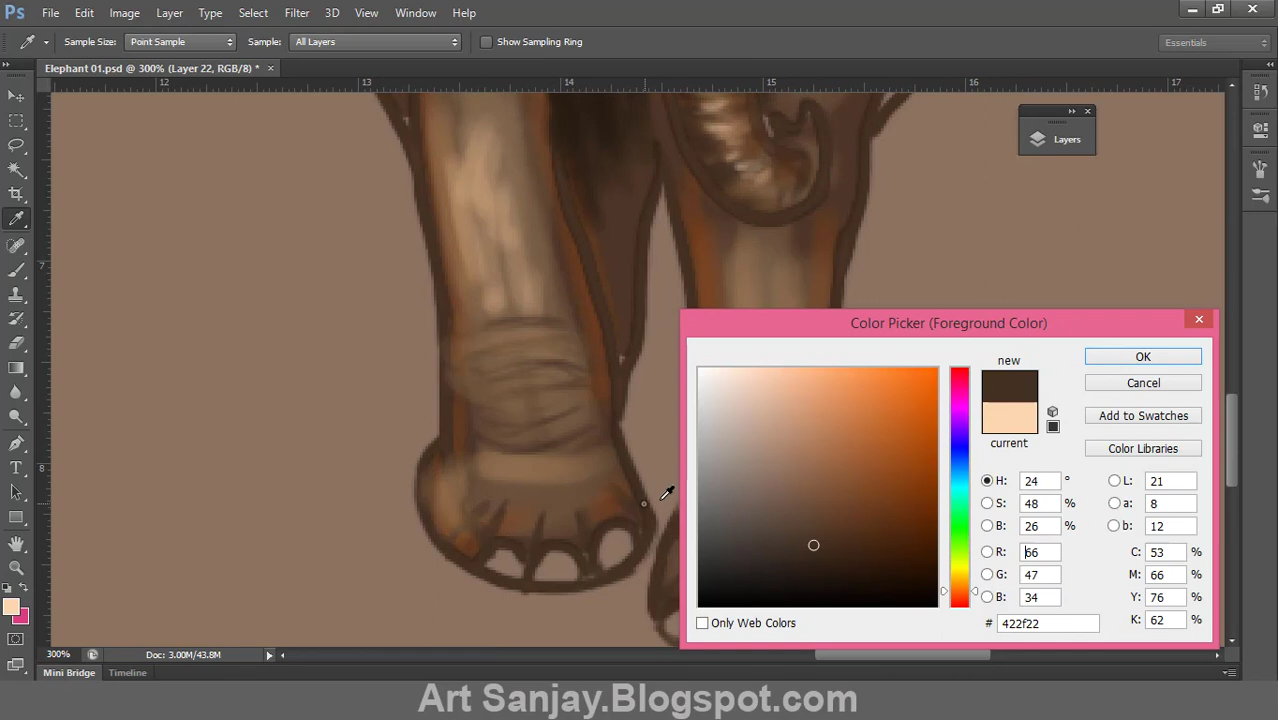 Ps File Edit Image Layer Type Select Filter 3D View Window Help
Sample Size: Point Sample Sample: All Layers Show Sampling Ring Essentials
Elephant 01.psd @ 300% (Layer 22, RGB/8) *
12 13 14 15 16 17
Layers
7
8
Color Picker (Foreground Color)
new
current
OK
Cancel
Add to Swatches
Color Libraries
H: 24 ° L: 21
S: 48 % a: 8
B: 26 % b: 12
R: 66 C: 53 %
G: 47 M: 66 %
B: 34 Y: 76 %
# 422f22 K: 62 %
Only Web Colors
300% Doc: 3.00M/43.8M
Mini Bridge Timeline
Art Sanjay.Blogspot.com